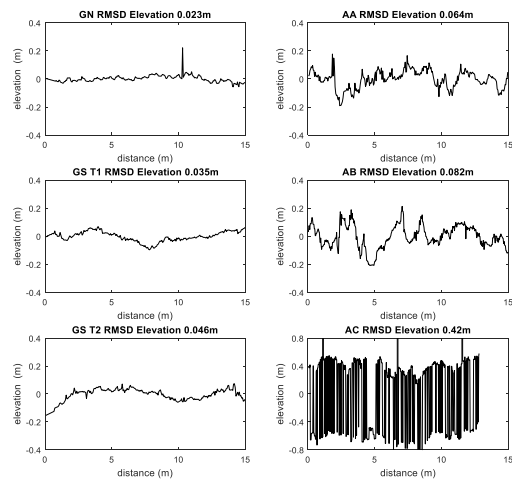 GN RMSD Elevation 0.023m
0.4
0.2
0
-0.2
-0.4
elevation (m)
0 5 10 15
distance (m)
AA RMSD Elevation 0.064m
0.4
0.2
0
-0.2
-0.4
elevation (m)
0 5 10 15
distance (m)
GS T1 RMSD Elevation 0.035m
0.4
0.2
0
-0.2
-0.4
elevation (m)
0 5 10 15
distance (m)
AB RMSD Elevation 0.082m
0.4
0.2
0
-0.2
-0.4
elevation (m)
0 5 10 15
distance (m)
GS T2 RMSD Elevation 0.046m
0.4
0.2
0
-0.2
-0.4
elevation (m)
0 5 10 15
distance (m)
AC RMSD Elevation 0.42m
0.8
0.4
0
-0.4
-0.8
elevation (m)
0 5 10 15
distance (m)